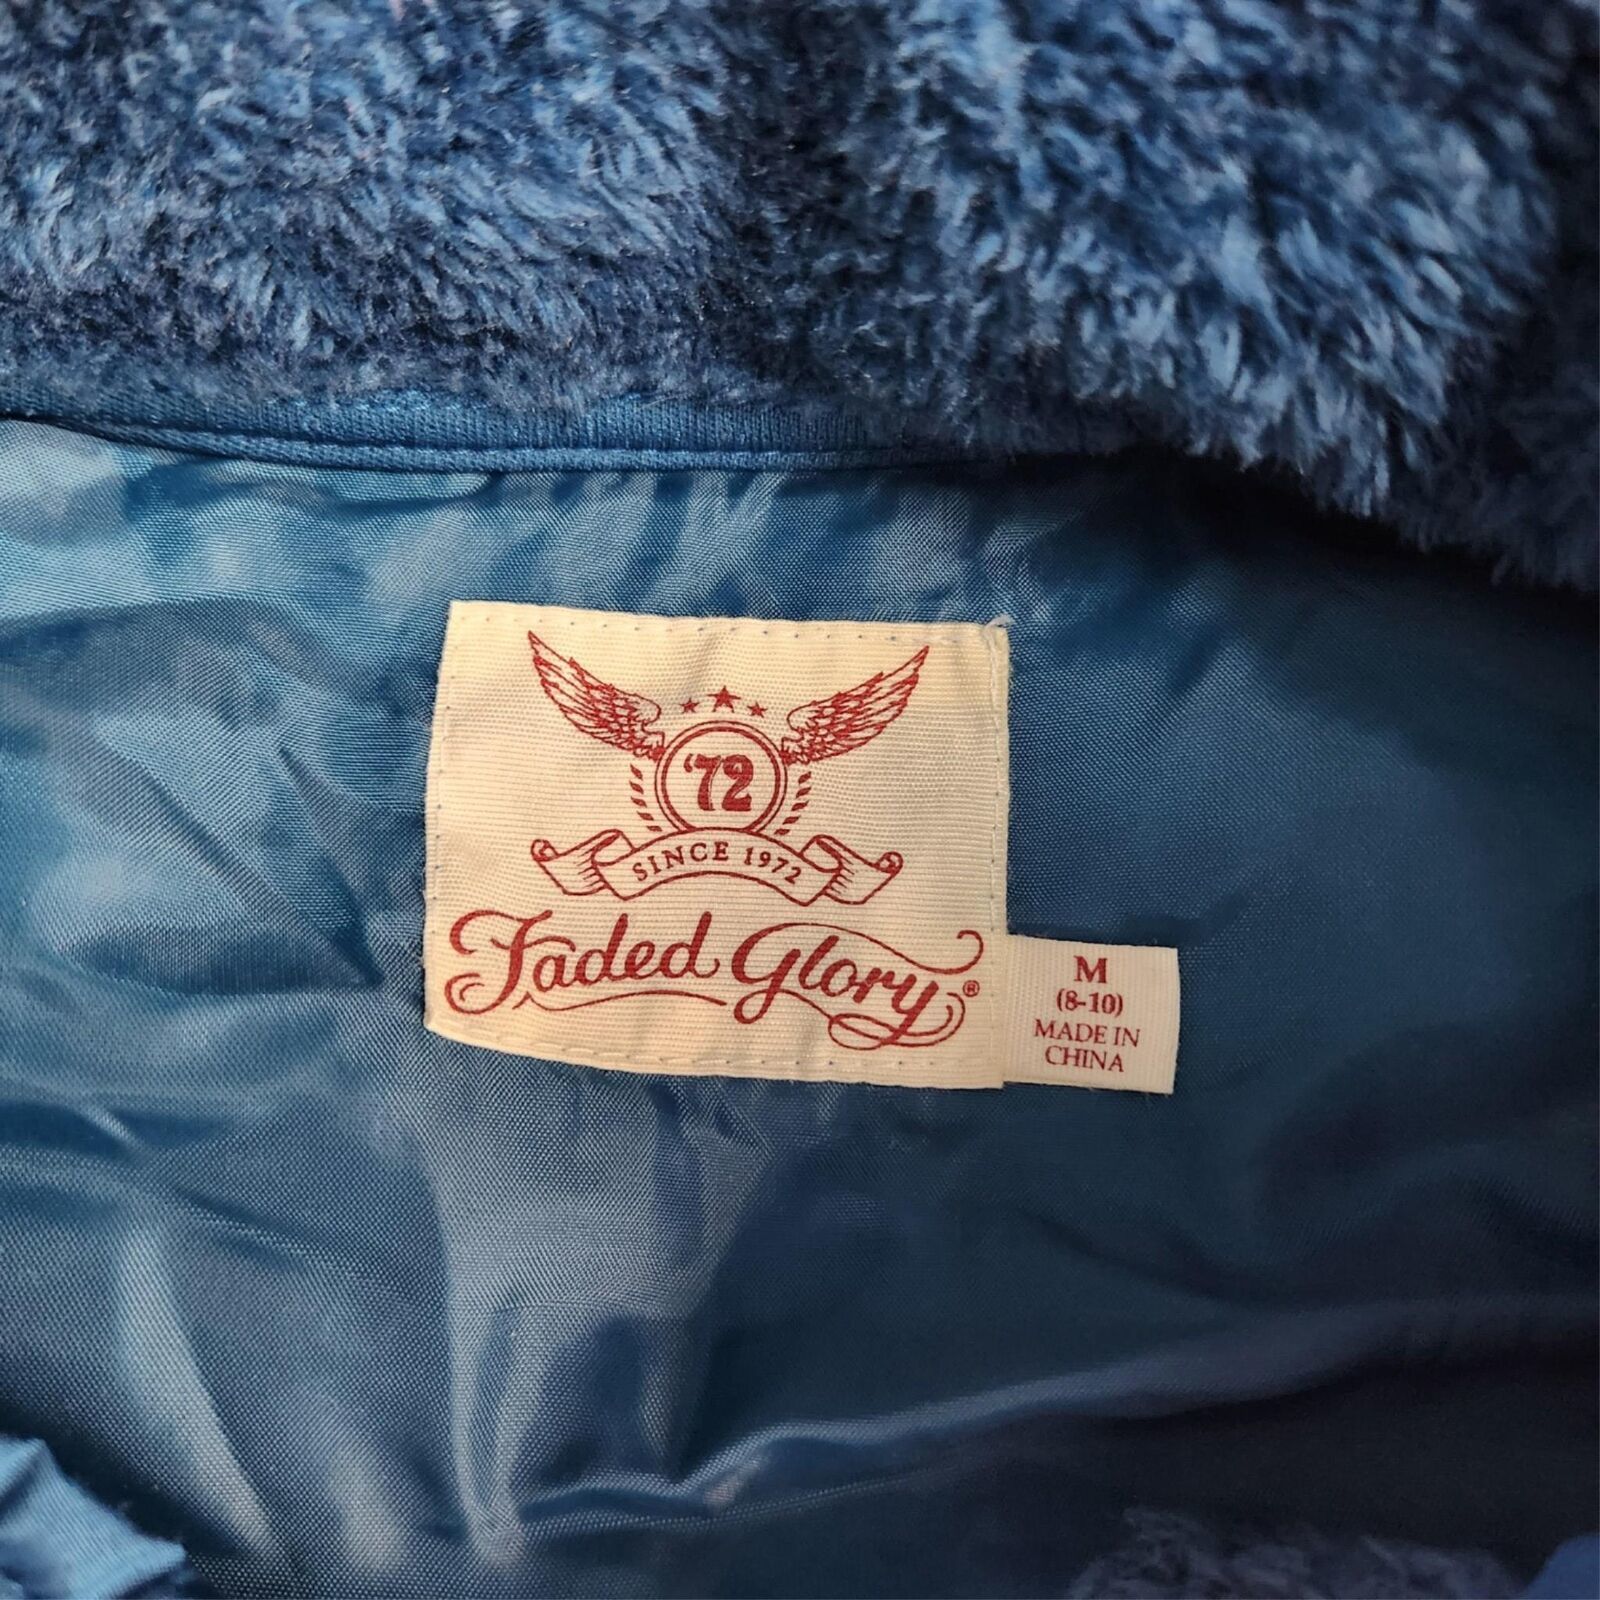 '72
SINCE 1972
Faded Glory®
M
(8-10)
MADE IN
CHINA